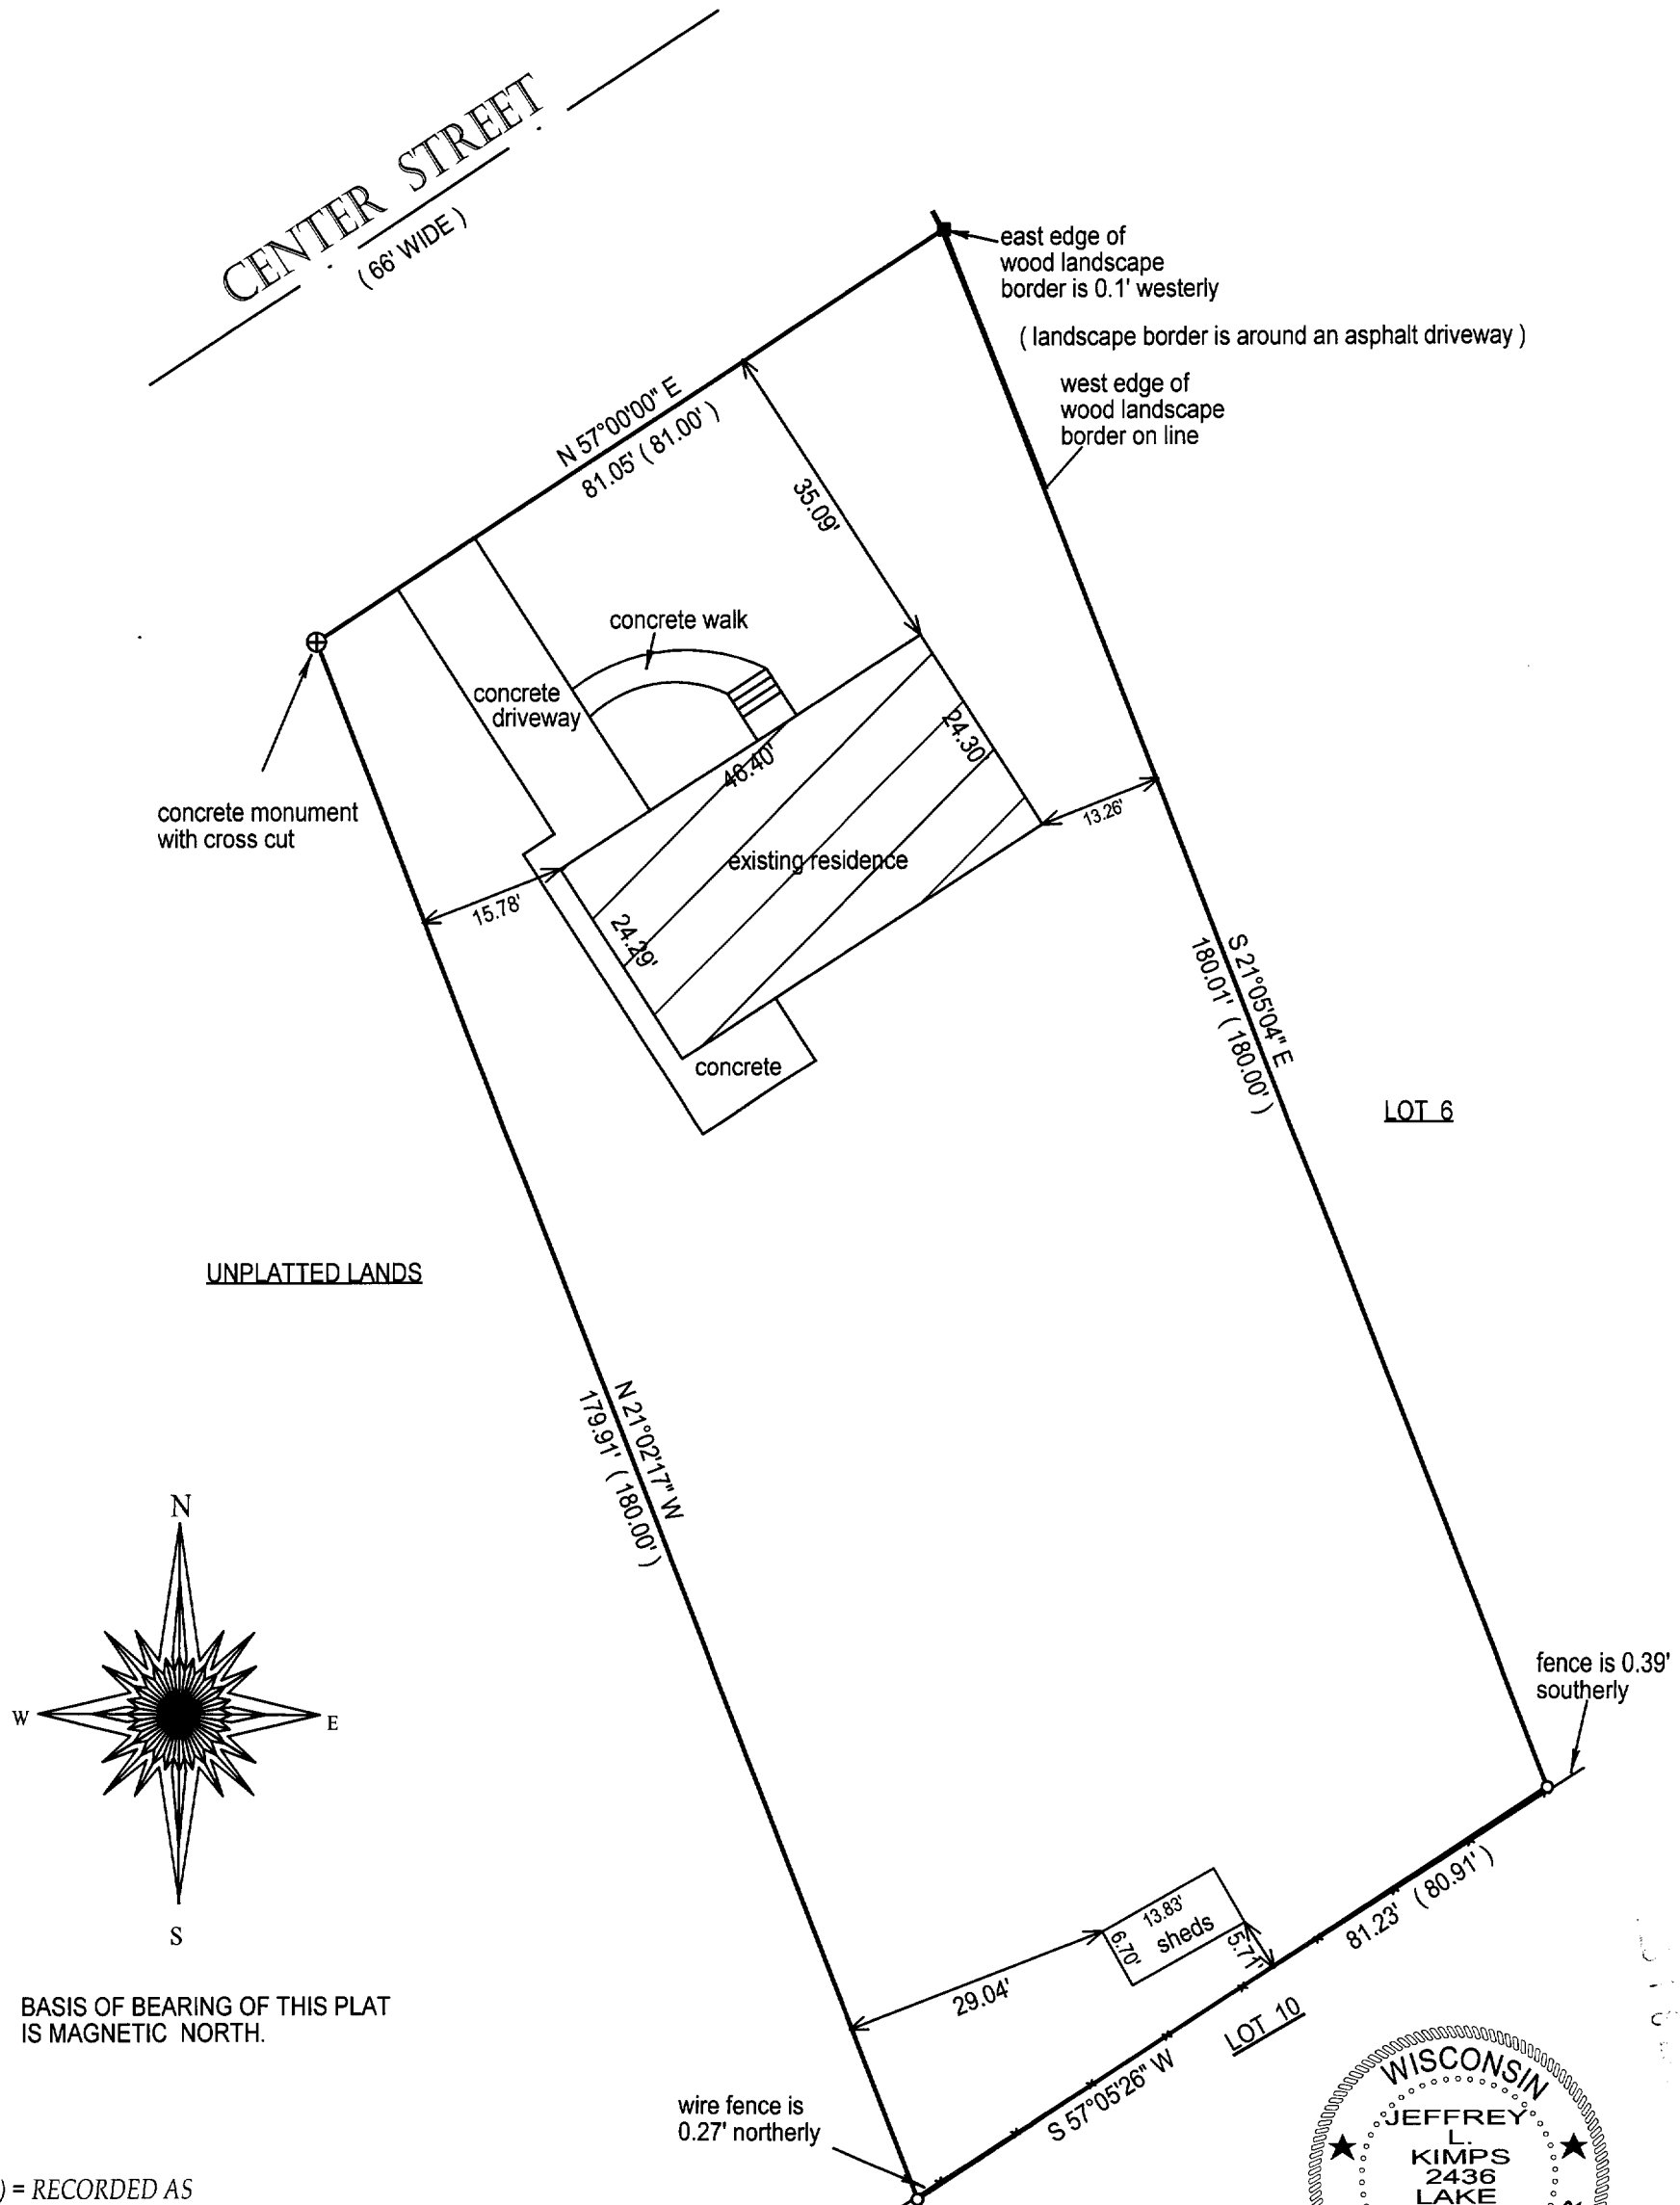 CENTER STREET
( 66' WIDE )
east edge of
wood landscape
border is 0.1' westerly
( landscape border is around an asphalt driveway )
west edge of
wood landscape
border on line
N 57°00'00" E
81.05' ( 81.00' )
35.09'
concrete walk
concrete
driveway
46.40'
24.30'
13.26'
concrete monument
with cross cut
existing residence
15.78'
24.29'
concrete
S 21°05'04" E
180.01' ( 180.00' )
LOT 6
UNPLATTED LANDS
N 21°02'17" W
179.91' ( 180.00' )
N
W
E
S
fence is 0.39'
southerly
13.83'
6.70'
sheds
5.71'
81.23' ( 80.91' )
29.04'
LOT 10
S 57°05'26" W
BASIS OF BEARING OF THIS PLAT
IS MAGNETIC NORTH.
wire fence is
0.27' northerly
) = RECORDED AS
WISCONSIN
JEFFREY
L.
KIMPS
2436
LAKE